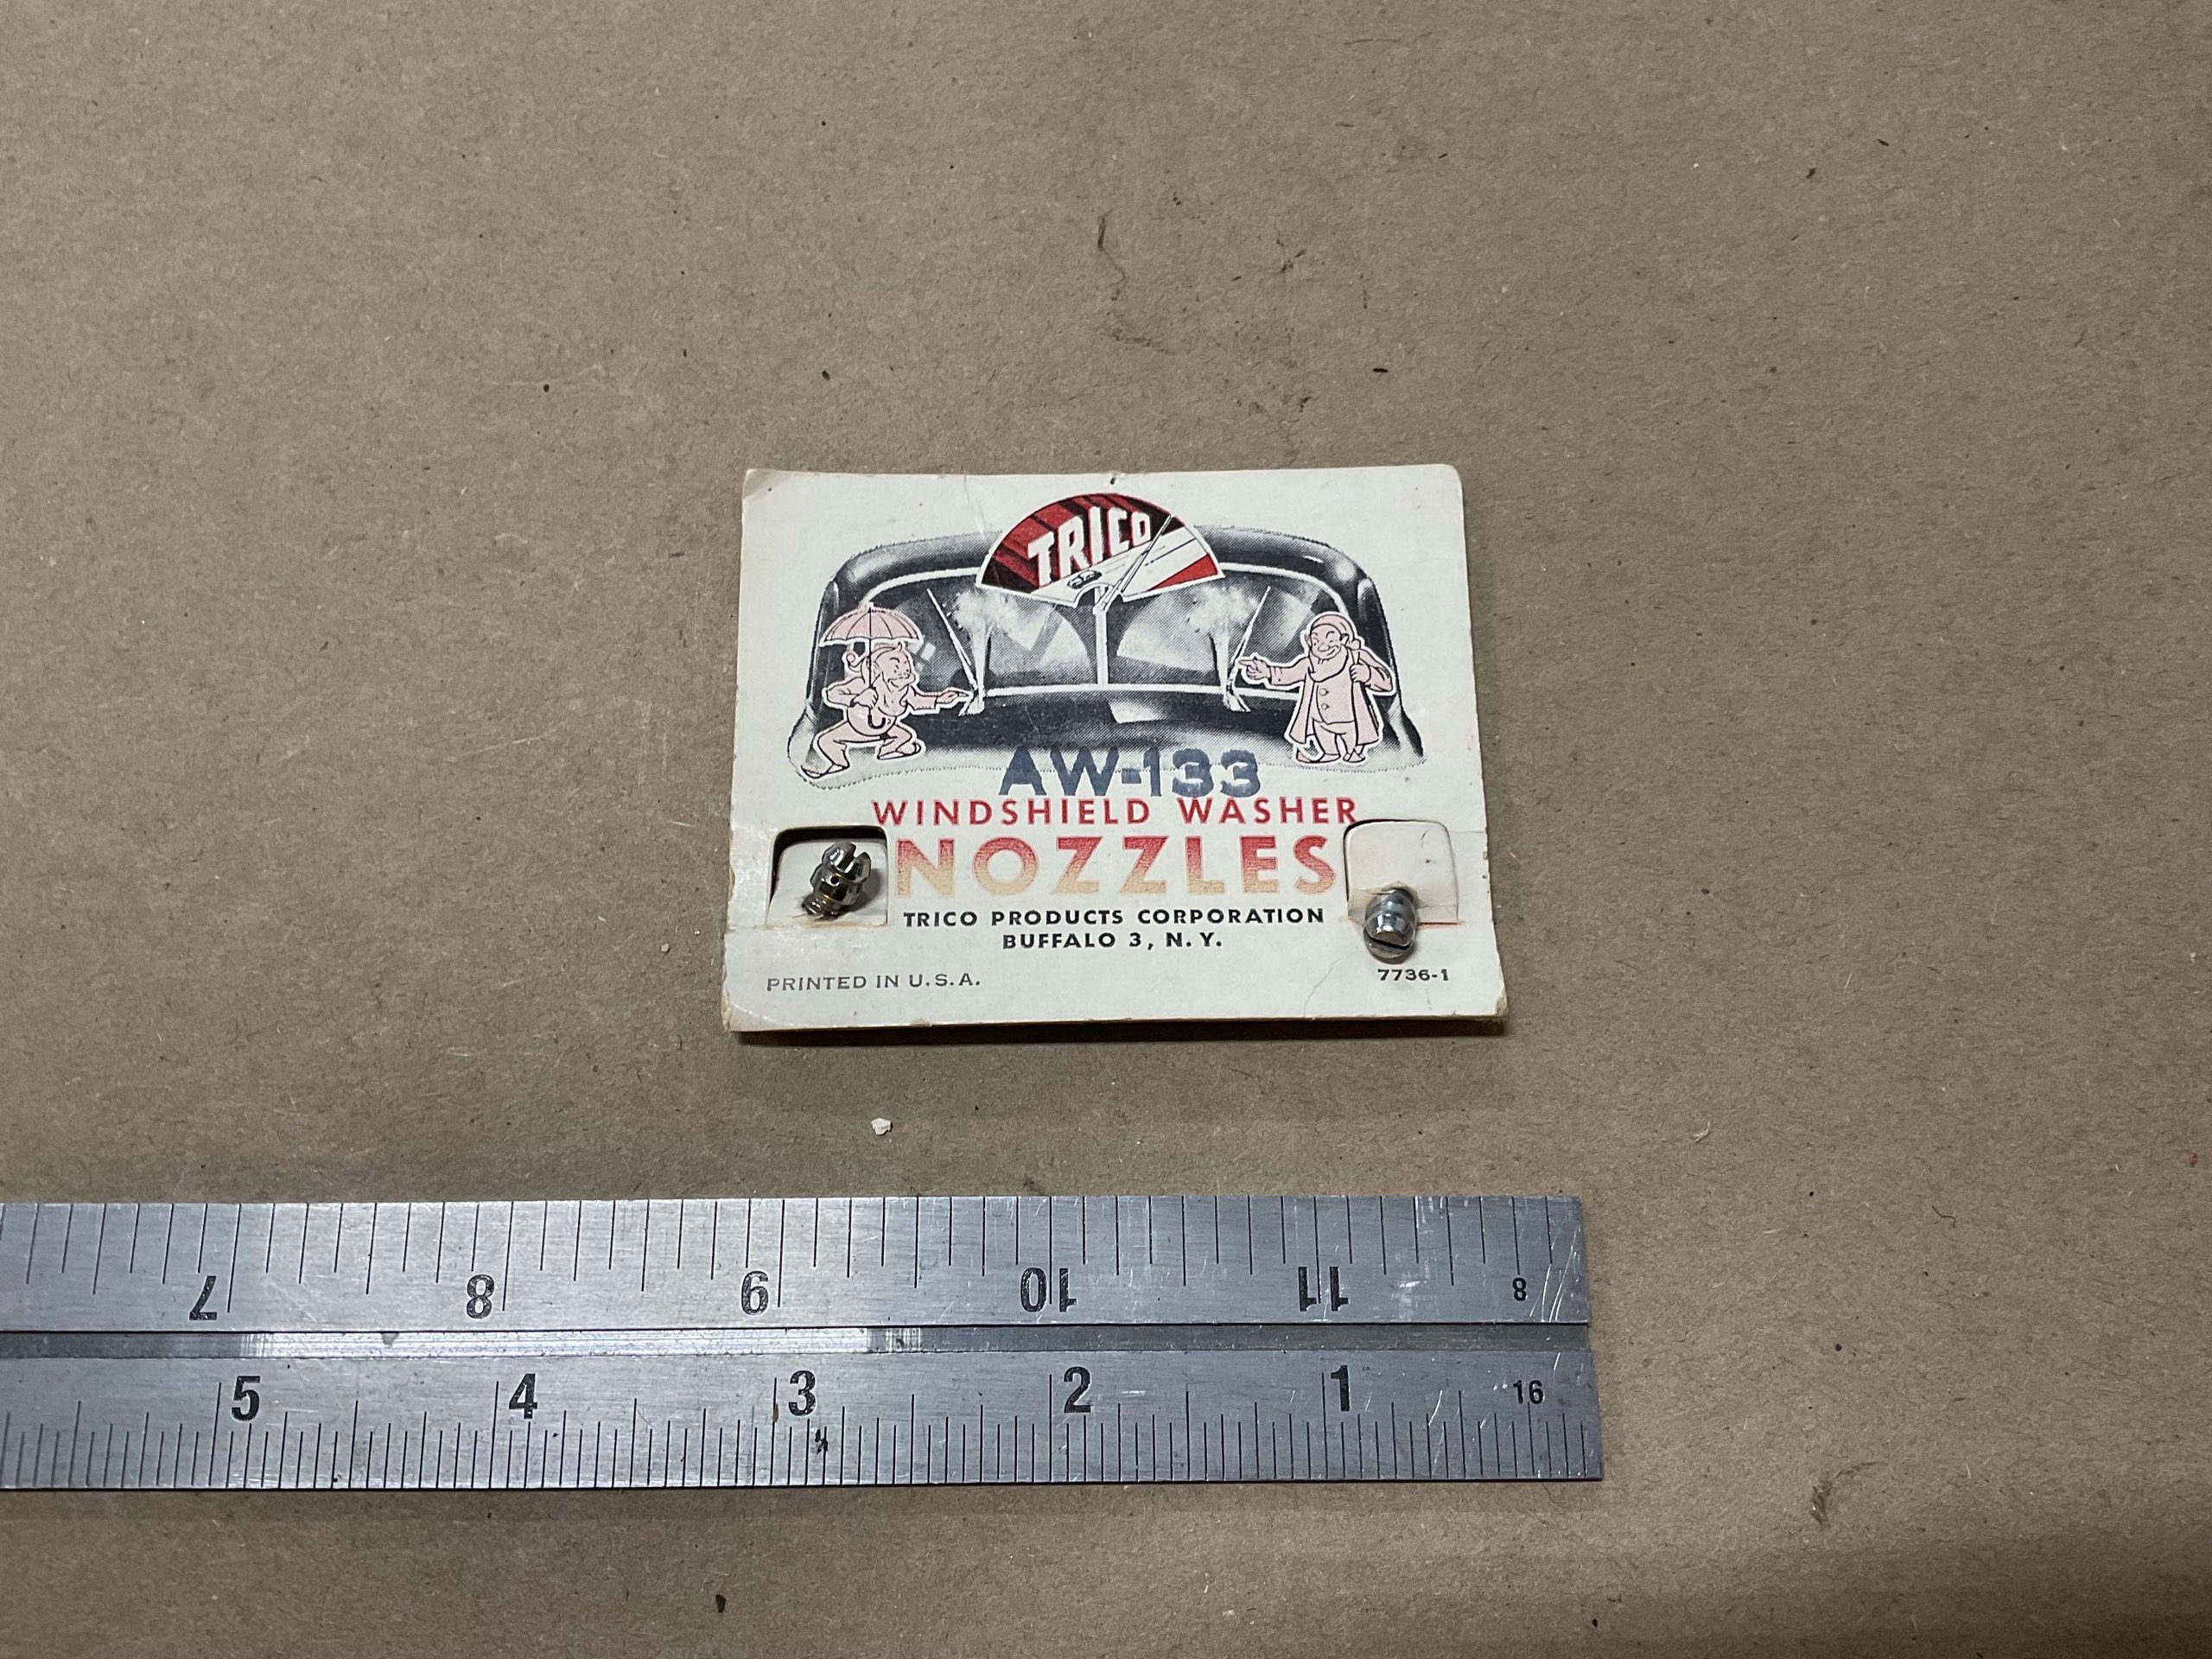 TRICO
AW-133
WINDSHIELD WASHER
NOZZLES
TRICO PRODUCTS CORPORATION
BUFFALO 3, N.Y.
PRINTED IN U.S.A.
7736-1
7 8 9 10 11 8
5 4 3 2 1 16